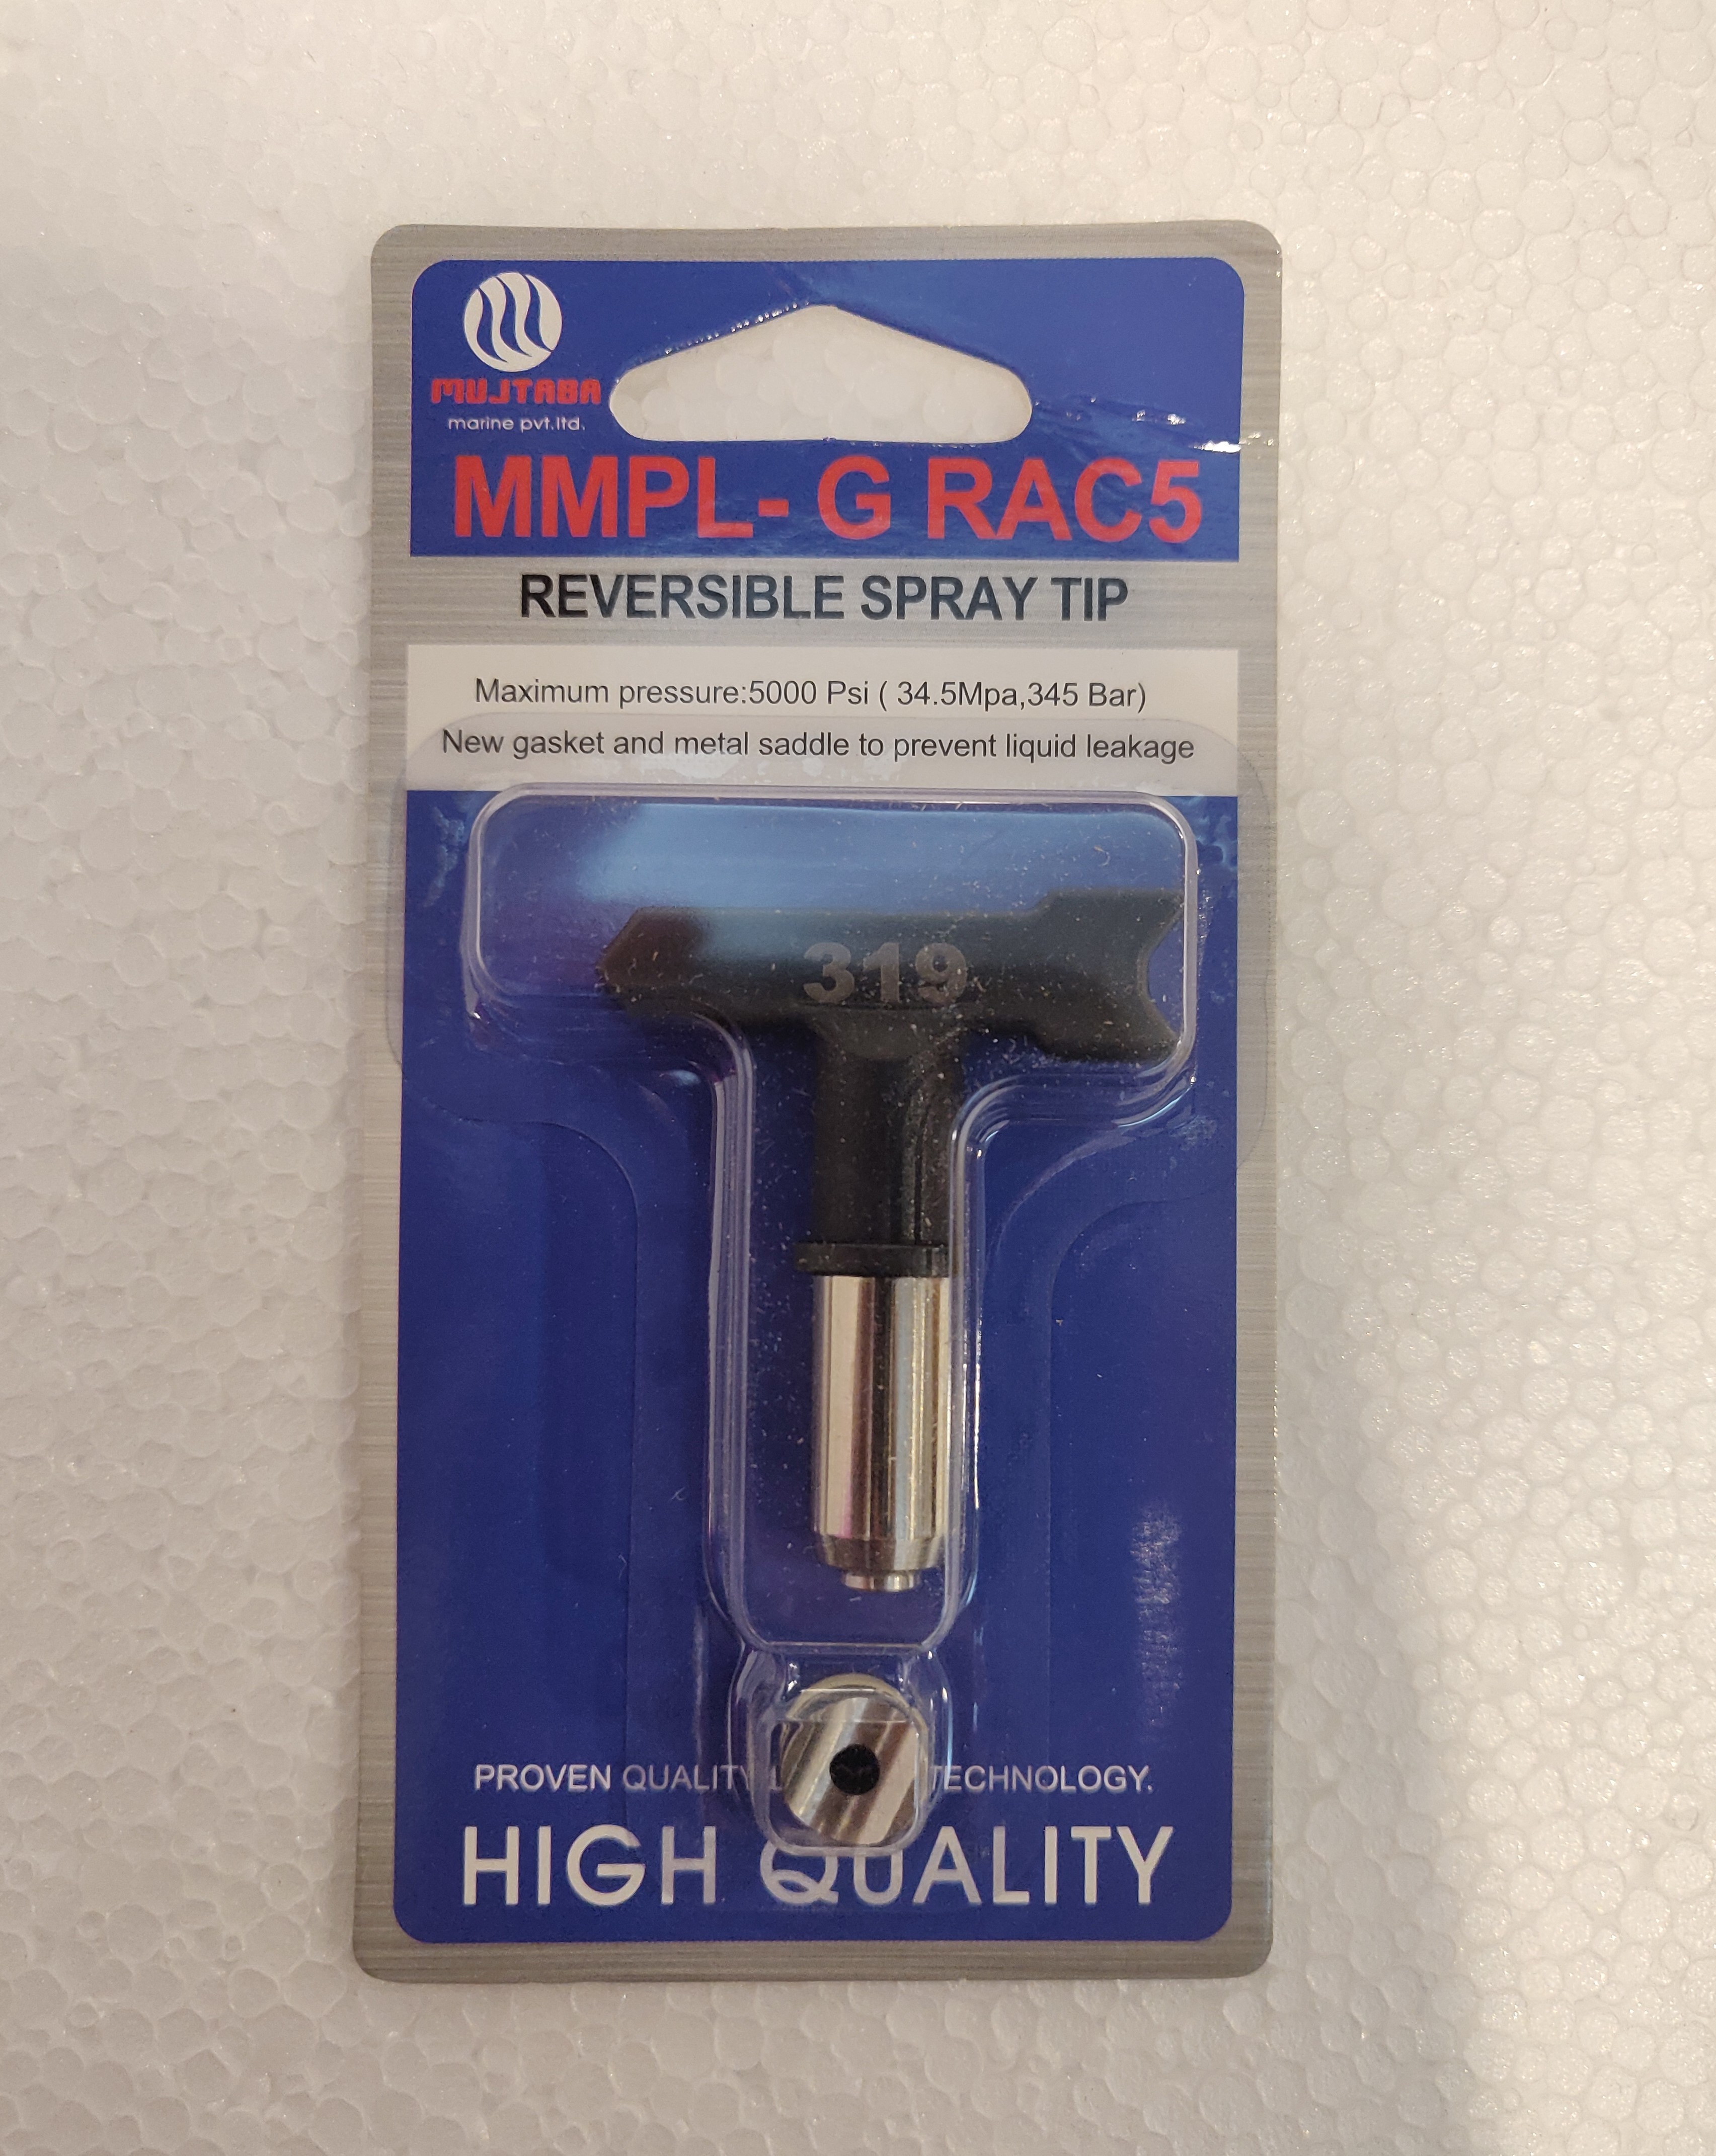 MUJTABA
marine pvt.ltd.
MMPL- G RAC5
REVERSIBLE SPRAY TIP
Maximum pressure:5000 Psi ( 34.5Mpa,345 Bar)
New gasket and metal saddle to prevent liquid leakage
319
PROVEN QUALITY TECHNOLOGY.
HIGH QUALITY